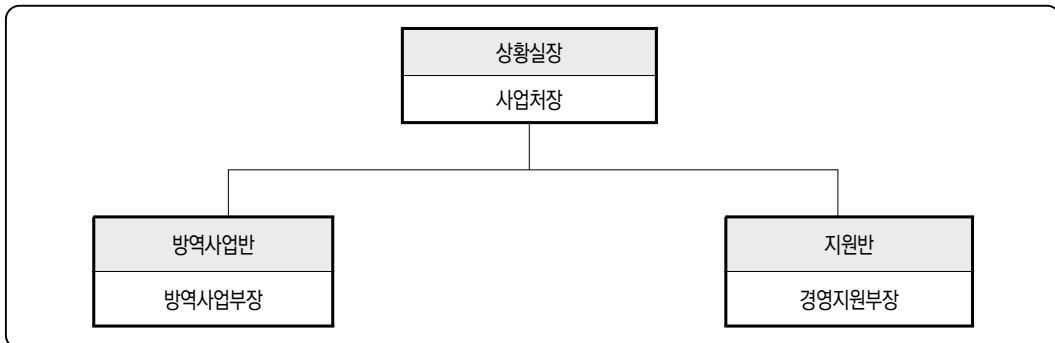 상황실장
사업처장
방역사업반
방역사업부장
지원반
경영지원부장